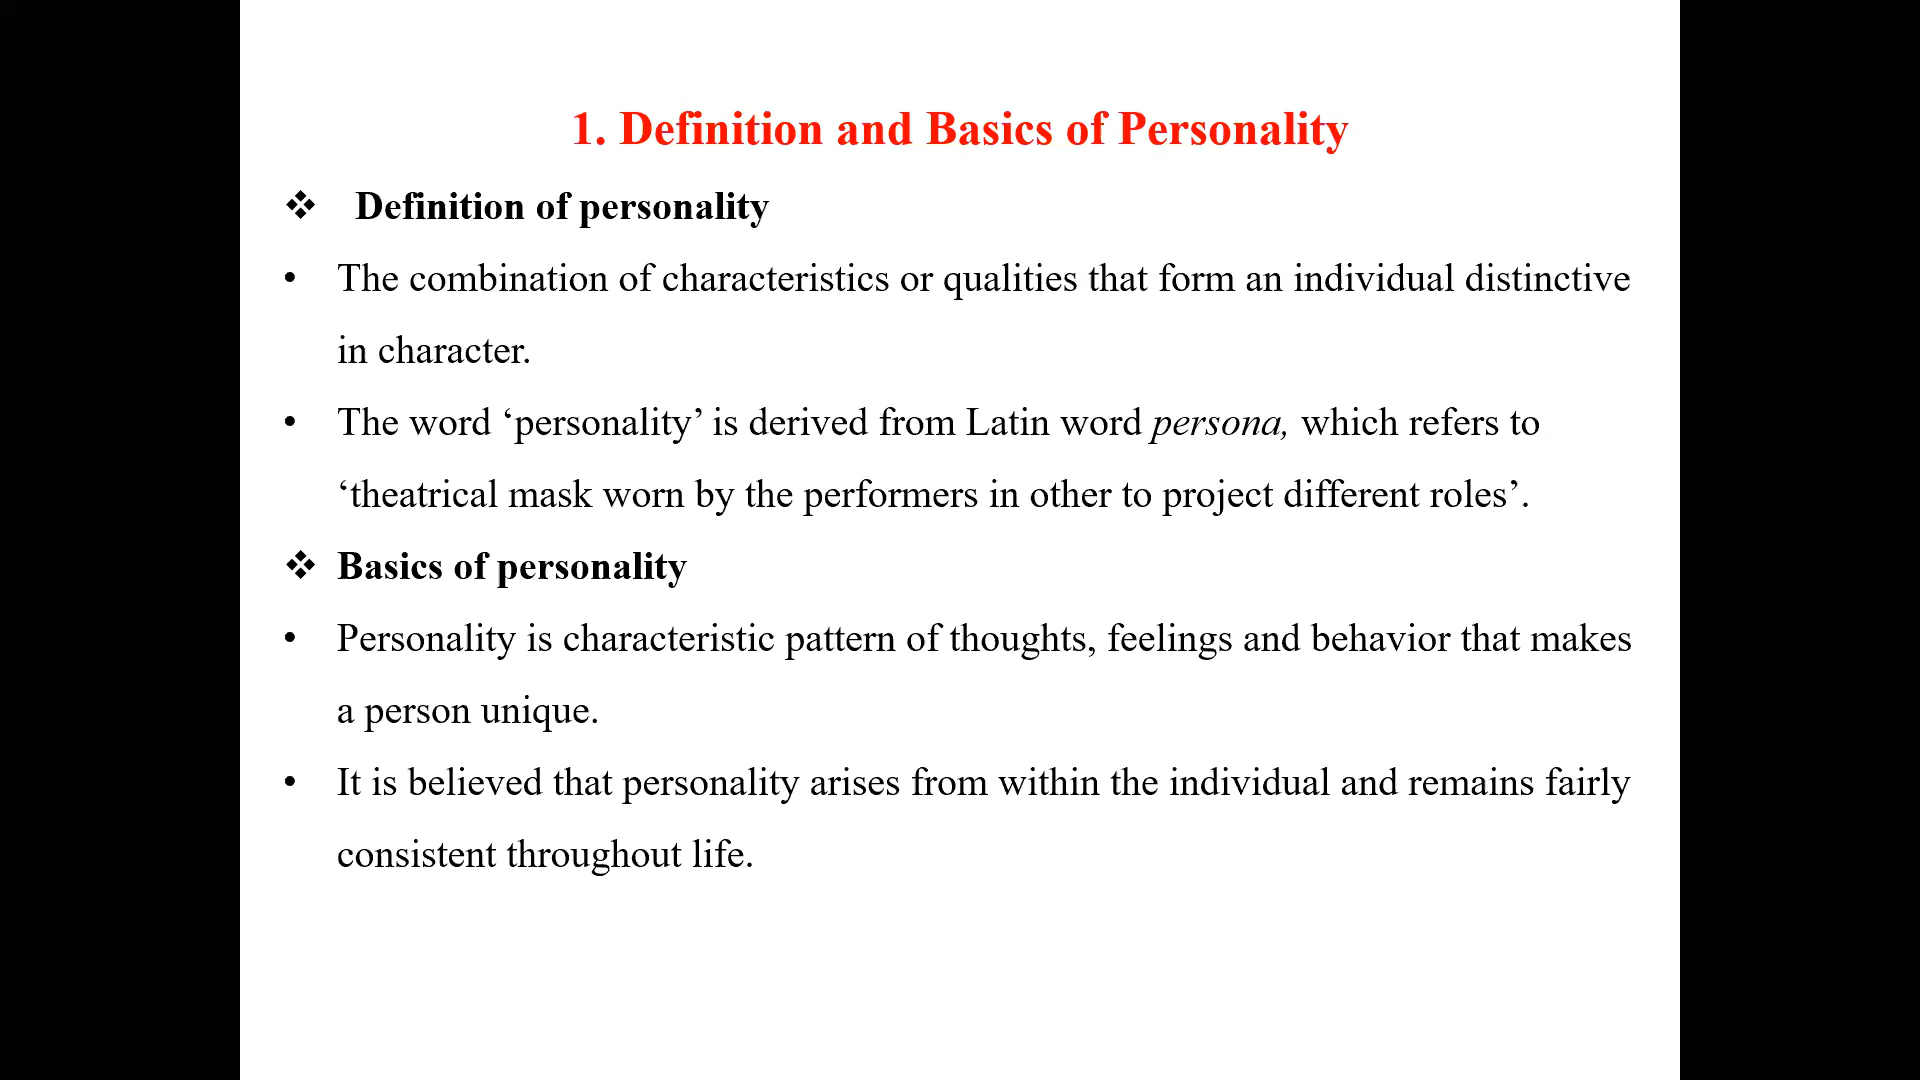 1. Definition and Basics of Personality
❖ Definition of personality
• The combination of characteristics or qualities that form an individual distinctive
in character.
• The word ‘personality’ is derived from Latin word persona, which refers to
‘theatrical mask worn by the performers in other to project different roles’.
❖ Basics of personality
• Personality is characteristic pattern of thoughts, feelings and behavior that makes
a person unique.
• It is believed that personality arises from within the individual and remains fairly
consistent throughout life.